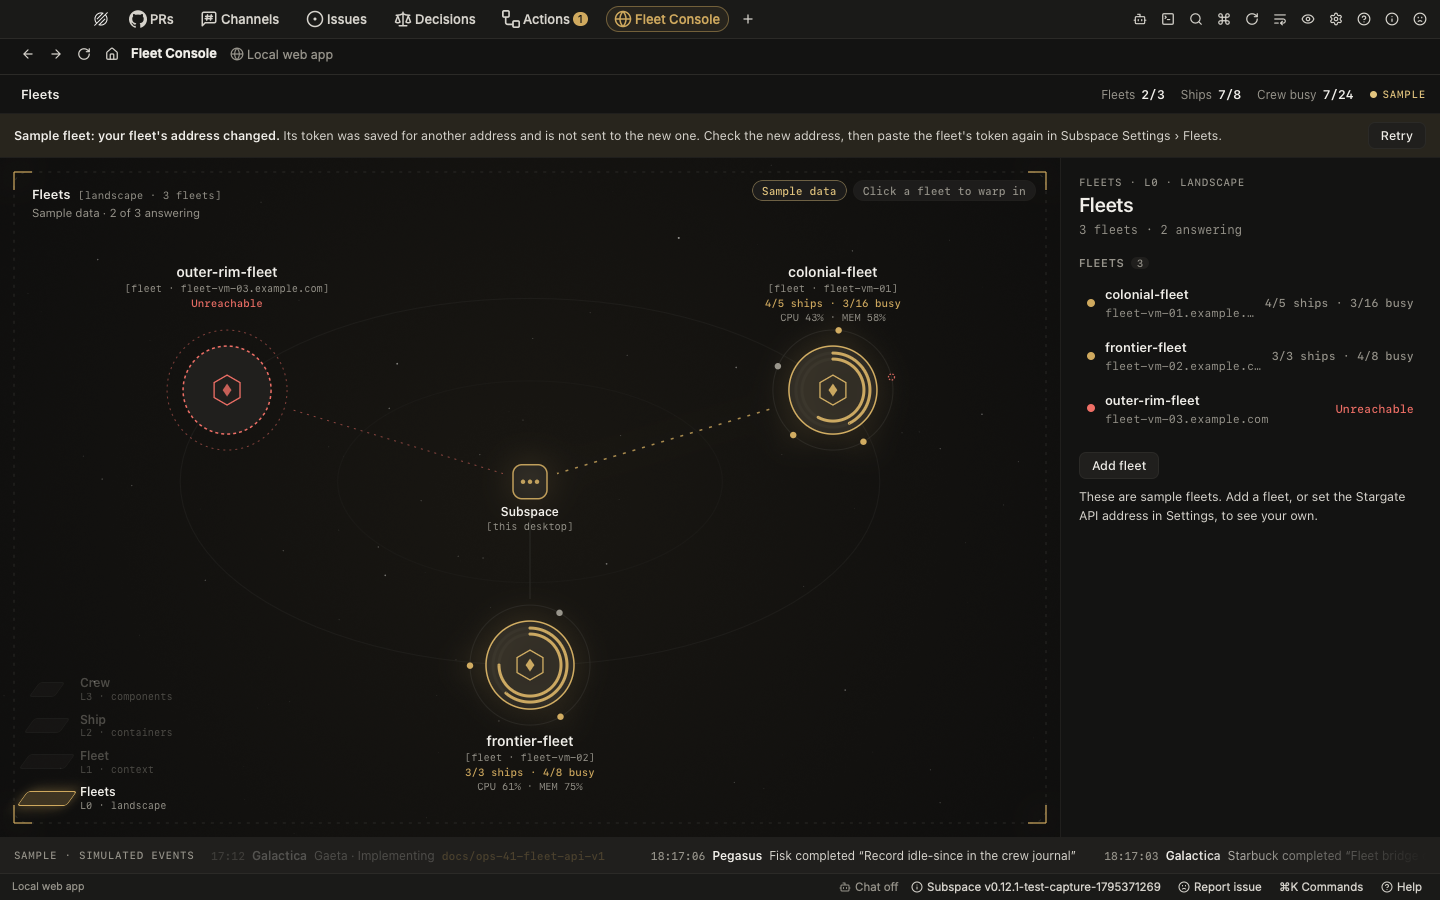 PRs
Channels
Issues
Decisions
Actions 1
Fleet Console
Fleet Console Local web app
Fleets
Fleets 2/3 Ships 7/8 Crew busy 7/24 SAMPLE
Sample fleet: your fleet's address changed. Its token was saved for another address and is not sent to the new one. Check the new address, then paste the fleet's token again in Subspace Settings › Fleets.
Retry
Fleets [landscape · 3 fleets]
Sample data · 2 of 3 answering
Sample data
Click a fleet to warp in
outer-rim-fleet
[fleet · fleet-vm-03.example.com]
Unreachable
colonial-fleet
[fleet · fleet-vm-01]
4/5 ships · 3/16 busy
CPU 43% · MEM 58%
Subspace
[this desktop]
frontier-fleet
[fleet · fleet-vm-02]
3/3 ships · 4/8 busy
CPU 61% · MEM 75%
Crew
L3 · components
Ship
L2 · containers
Fleet
L1 · context
Fleets
L0 · landscape
FLEETS · L0 · LANDSCAPE
Fleets
3 fleets · 2 answering
FLEETS 3
colonial-fleet
fleet-vm-01.example.…
4/5 ships · 3/16 busy
frontier-fleet
fleet-vm-02.example.c…
3/3 ships · 4/8 busy
outer-rim-fleet
fleet-vm-03.example.com
Unreachable
Add fleet
These are sample fleets. Add a fleet, or set the Stargate
API address in Settings, to see your own.
SAMPLE · SIMULATED EVENTS
17:12 Galactica Gaeta · Implementing docs/ops-41-fleet-api-v1
18:17:06 Pegasus Fisk completed “Record idle-since in the crew journal”
18:17:03 Galactica Starbuck completed “Fleet bridge
Local web app
Chat off
Subspace v0.12.1-test-capture-1795371269
Report issue
⌘K Commands
Help